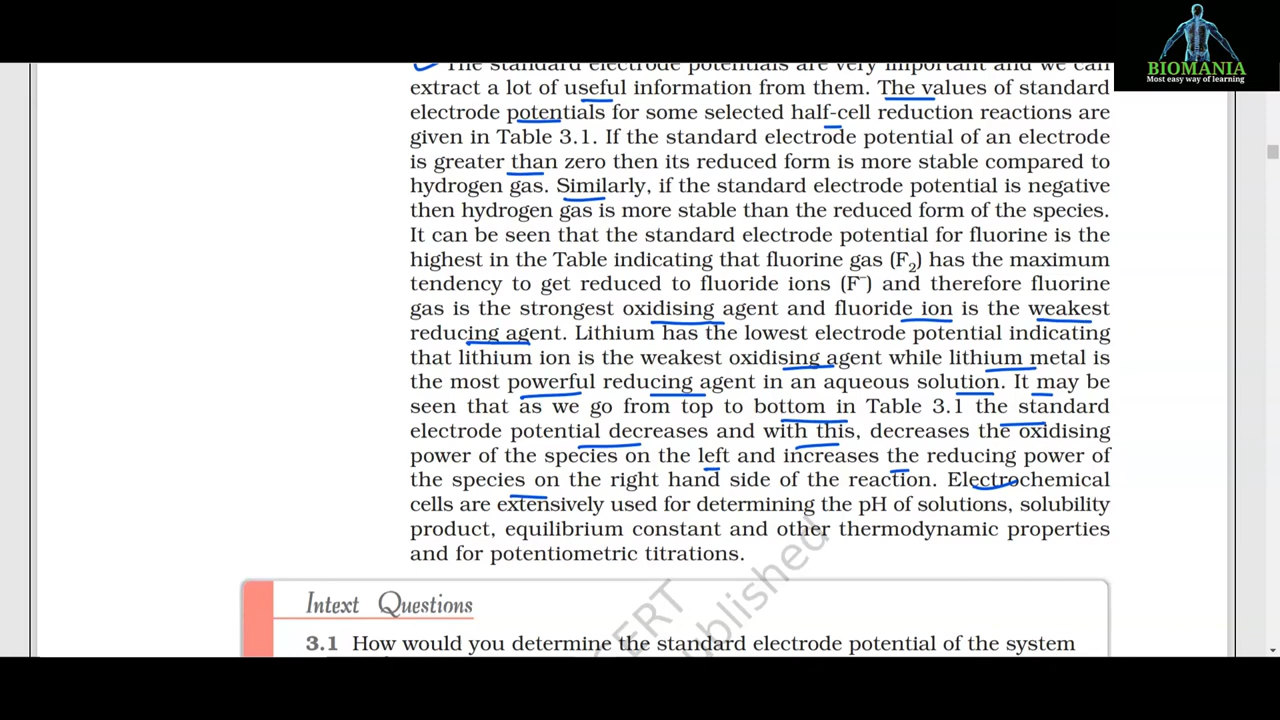 BIOMANIA
Most easy way of learning
The standard electrode potentials are very important and we can
extract a lot of useful information from them. The values of standard
electrode potentials for some selected half-cell reduction reactions are
given in Table 3.1. If the standard electrode potential of an electrode
is greater than zero then its reduced form is more stable compared to
hydrogen gas. Similarly, if the standard electrode potential is negative
then hydrogen gas is more stable than the reduced form of the species.
It can be seen that the standard electrode potential for fluorine is the
highest in the Table indicating that fluorine gas (F₂) has the maximum
tendency to get reduced to fluoride ions (F⁻) and therefore fluorine
gas is the strongest oxidising agent and fluoride ion is the weakest
reducing agent. Lithium has the lowest electrode potential indicating
that lithium ion is the weakest oxidising agent while lithium metal is
the most powerful reducing agent in an aqueous solution. It may be
seen that as we go from top to bottom in Table 3.1 the standard
electrode potential decreases and with this, decreases the oxidising
power of the species on the left and increases the reducing power of
the species on the right hand side of the reaction. Electrochemical
cells are extensively used for determining the pH of solutions, solubility
product, equilibrium constant and other thermodynamic properties
and for potentiometric titrations.
Intext Questions
3.1 How would you determine the standard electrode potential of the system